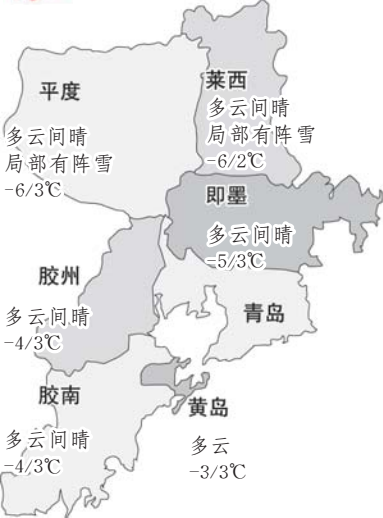 平度
多云间晴
局部有阵雪
-6/3℃
莱西
多云间晴
局部有阵雪
-6/2℃
即墨
多云间晴
-5/3℃
胶州
多云间晴
-4/3℃
青岛
胶南
多云间晴
-4/3℃
黄岛
多云
-3/3℃